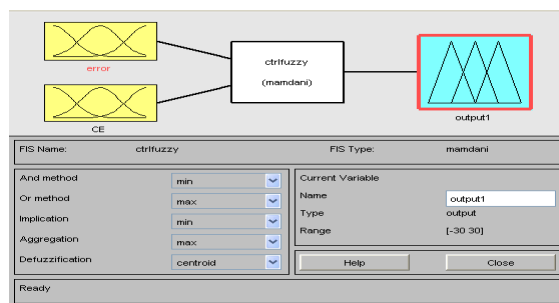 error
ctrlfuzzy
(mamdani)
CE
output1
FIS Name: ctrlfuzzy FIS Type: mamdani
And method min
Or method max
Implication min
Aggregation max
Defuzzification centroid
Current Variable
Name output1
Type output
Range [-30 30]
Help Close
Ready